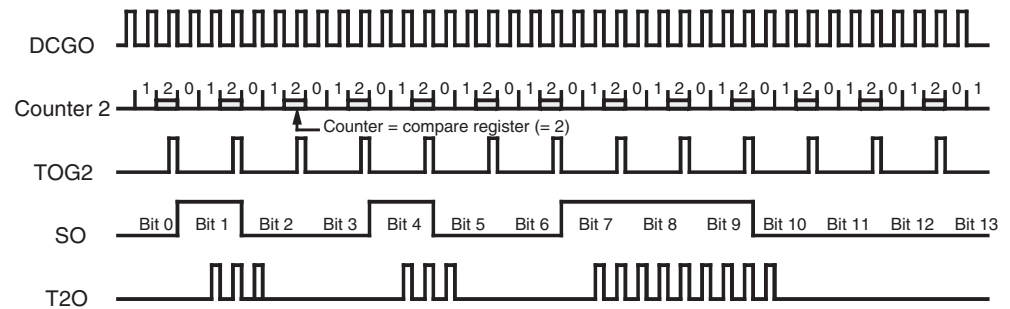 DCGO
Counter 2
1 2 0 1 2 0 1 2 0 1 2 0 1 2 0 1 2 0 1 2 0 1 2 0 1 2 0 1 2 0 1 2 0 1 2 0 1 2 0 1
Counter = compare register (= 2)
TOG2
SO
Bit 0 Bit 1 Bit 2 Bit 3 Bit 4 Bit 5 Bit 6 Bit 7 Bit 8 Bit 9 Bit 10 Bit 11 Bit 12 Bit 13
T2O